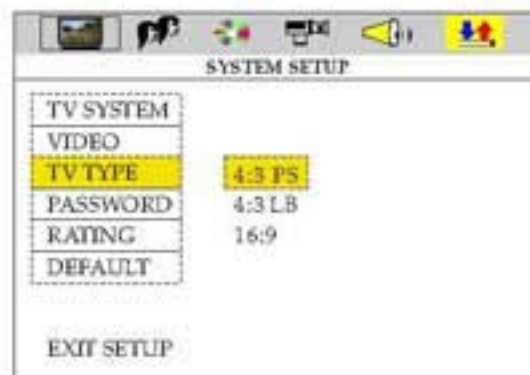 SYSTEM SETUP
TV SYSTEM
VIDEO
TV TYPE
PASSWORD
RATING
DEFAULT
4:3 PS
4:3 LB
16:9
EXIT SETUP